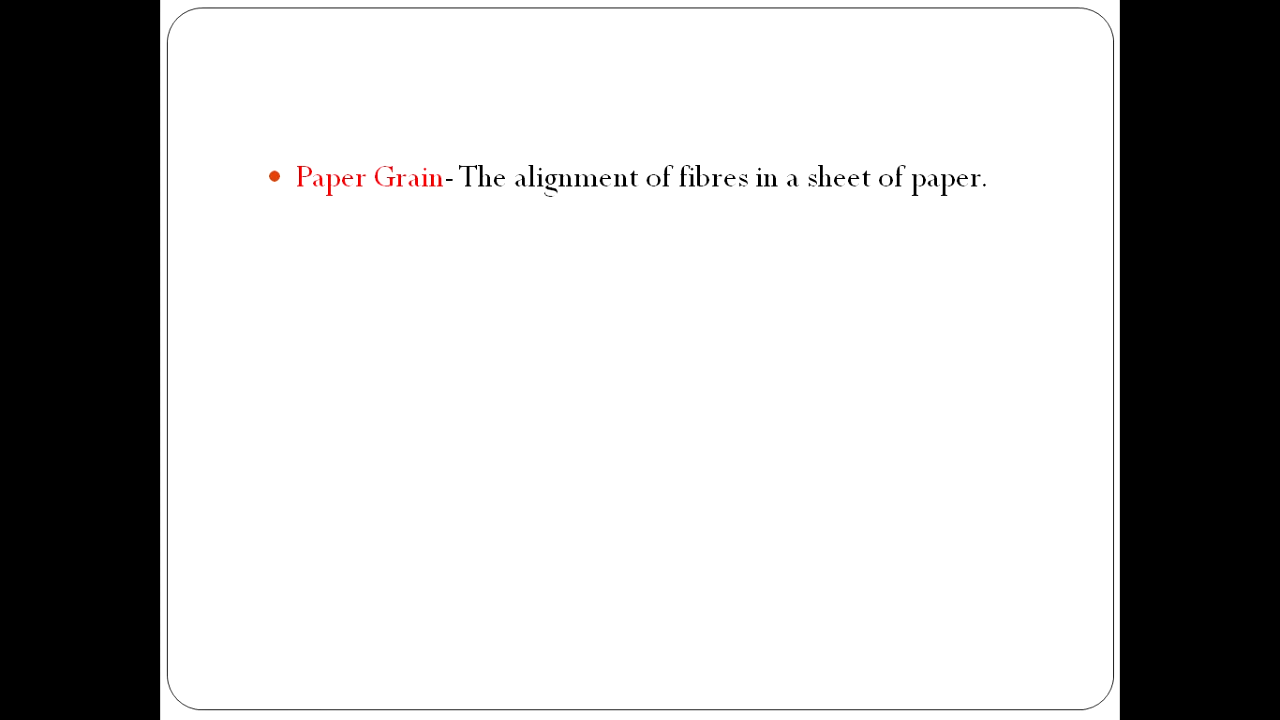 • Paper Grain- The alignment of fibres in a sheet of paper.